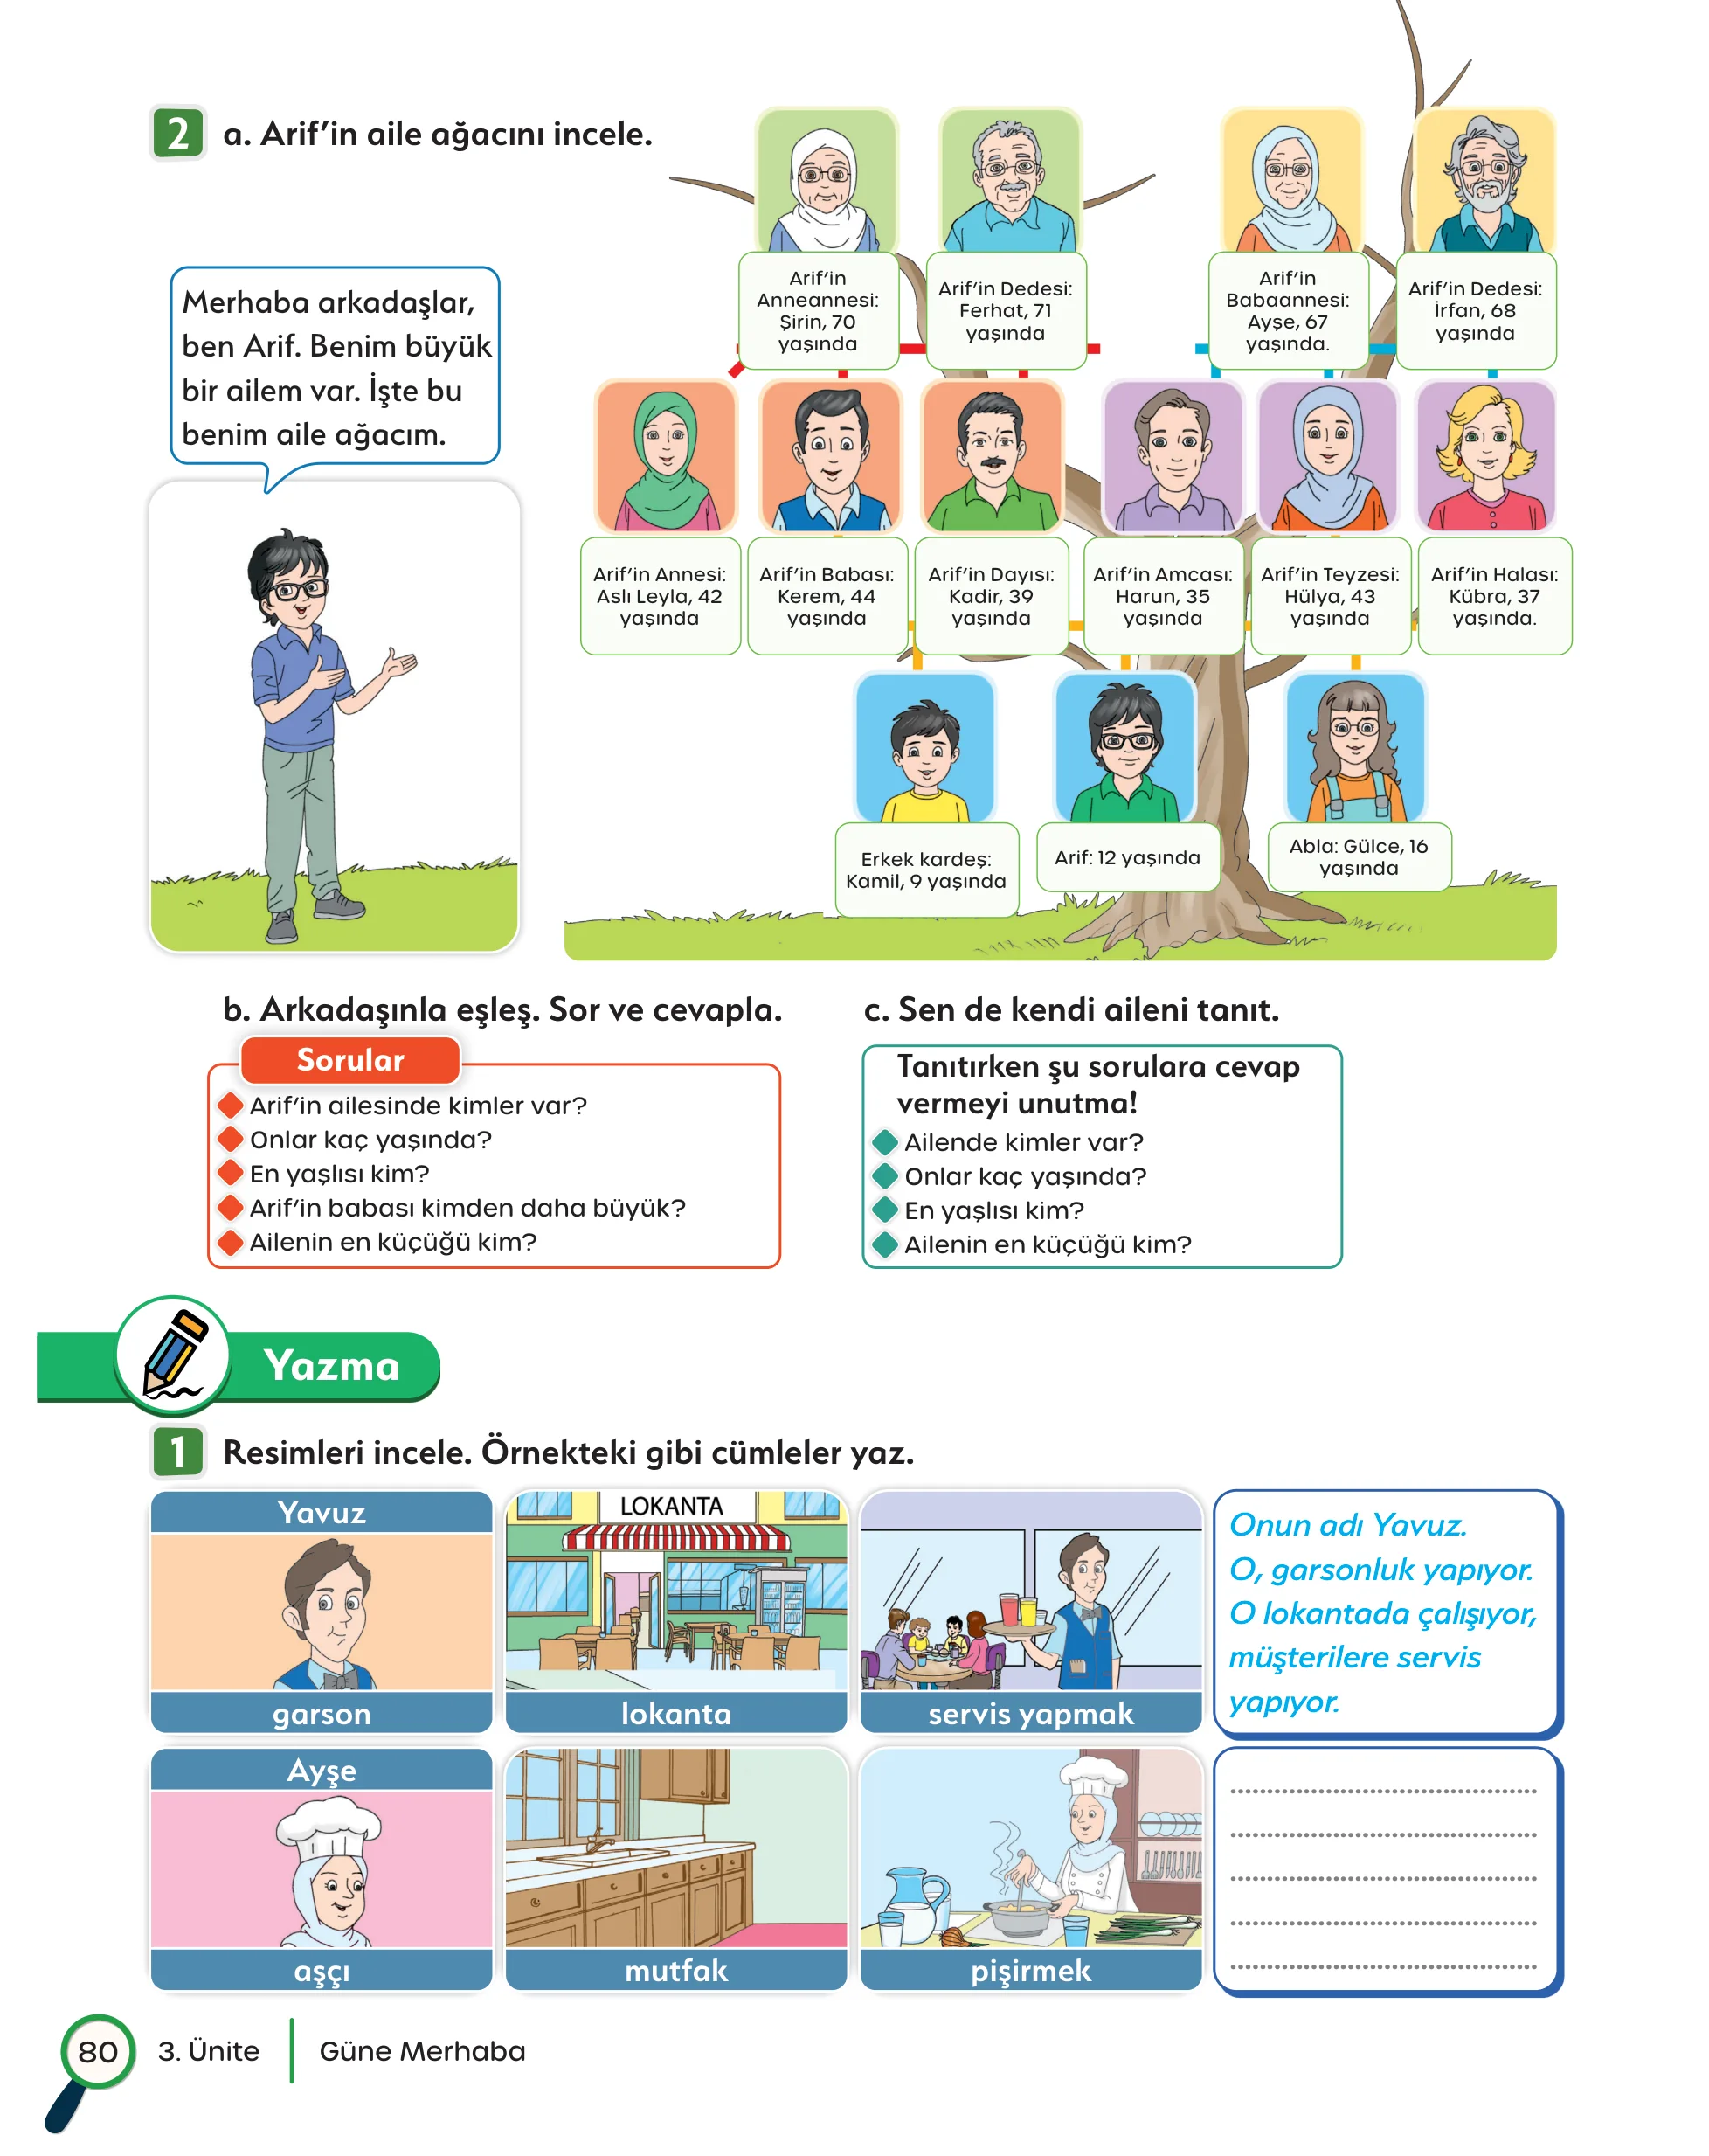 2 a. Arif'in aile ağacını incele.
Merhaba arkadaşlar,
ben Arif. Benim büyük
bir ailem var. İşte bu
benim aile ağacım.
Arif'in
Anneannesi:
Şirin, 70
yaşında
Arif'in Dedesi:
Ferhat, 71
yaşında
Arif'in
Babaannesi:
Ayşe, 67
yaşında.
Arif'in Dedesi:
İrfan, 68
yaşında
Arif'in Annesi:
Aslı Leyla, 42
yaşında
Arif'in Babası:
Kerem, 44
yaşında
Arif'in Dayısı:
Kadir, 39
yaşında
Arif'in Amcası:
Harun, 35
yaşında
Arif'in Teyzesi:
Hülya, 43
yaşında
Arif'in Halası:
Kübra, 37
yaşında.
Erkek kardeş:
Kamil, 9 yaşında
Arif: 12 yaşında
Abla: Gülce, 16
yaşında
b. Arkadaşınla eşleş. Sor ve cevapla.
Sorular
Arif'in ailesinde kimler var?
Onlar kaç yaşında?
En yaşlısı kim?
Arif'in babası kimden daha büyük?
Ailenin en küçüğü kim?
c. Sen de kendi aileni tanıt.
Tanıtırken şu sorulara cevap
vermeyi unutma!
Ailende kimler var?
Onlar kaç yaşında?
En yaşlısı kim?
Ailenin en küçüğü kim?
Yazma
1 Resimleri incele. Örnekteki gibi cümleler yaz.
Yavuz
garson
LOKANTA
lokanta
servis yapmak
Onun adı Yavuz.
O, garsonluk yapıyor.
O lokantada çalışıyor,
müşterilere servis
yapıyor.
Ayşe
aşçı
mutfak
pişirmek
80 3. Ünite Güne Merhaba